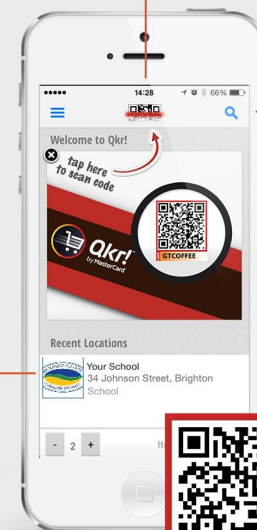 14:28
66%
Welcome to Qkr!
tap here
to scan code
Qkr!
by MasterCard
GTCOFFEE
Recent Locations
Your School
34 Johnson Street, Brighton
School
- 2 +